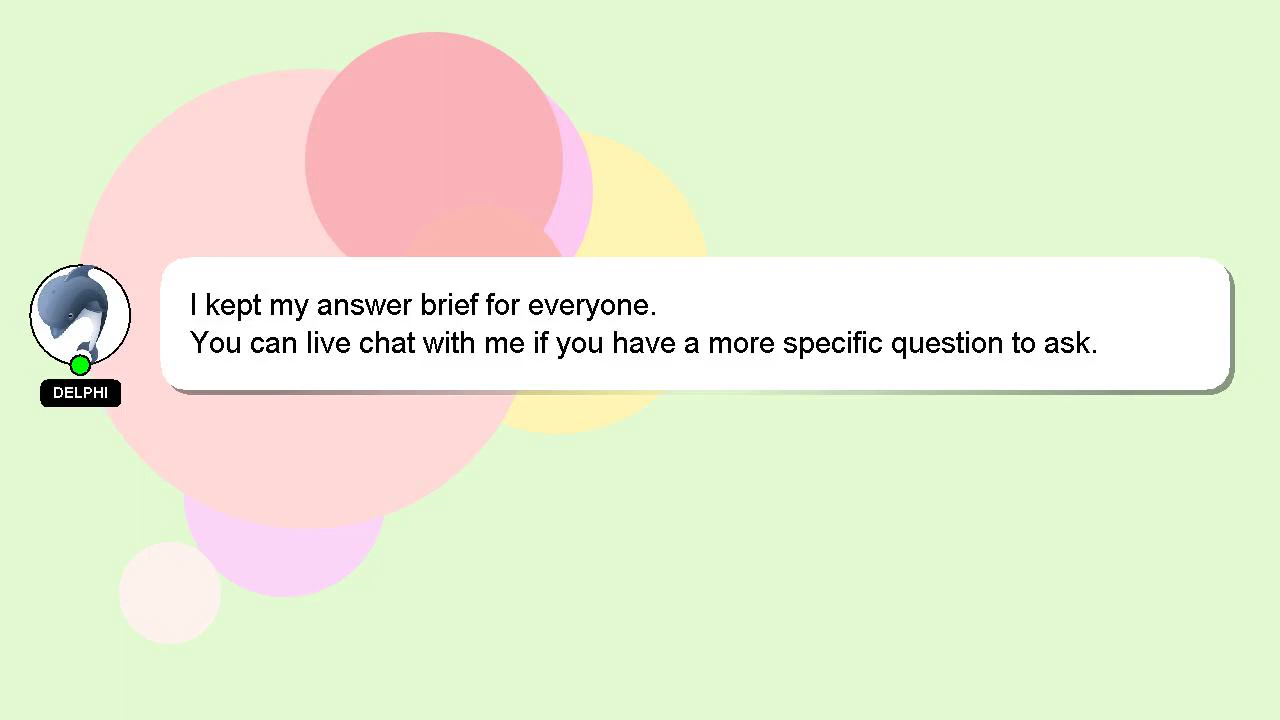 I kept my answer brief for everyone.
You can live chat with me if you have a more specific question to ask.
DELPHI